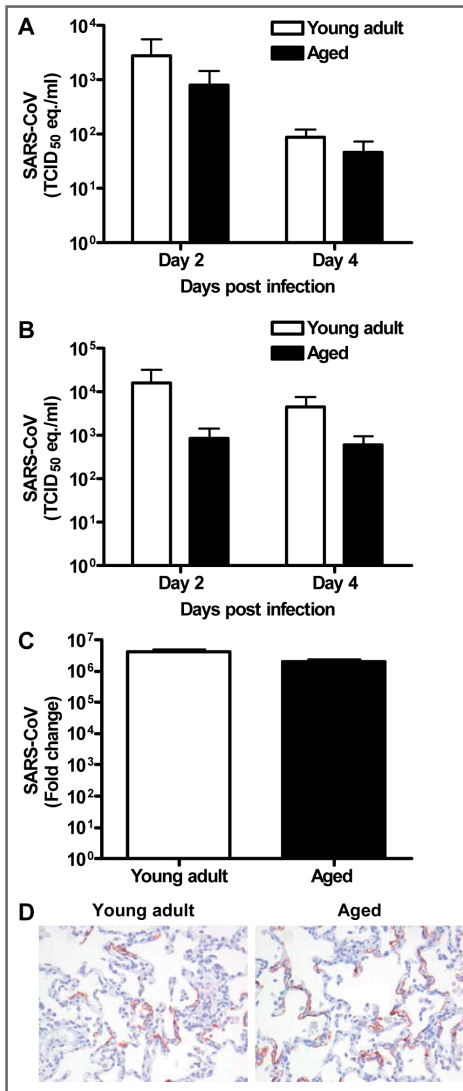 A
Young adult
Aged
SARS-CoV
(TCID50 eq./ml)
10^4
10^3
10^2
10^1
10^0
Day 2 Day 4
Days post infection
B
Young adult
Aged
SARS-CoV
(TCID50 eq./ml)
10^5
10^4
10^3
10^2
10^1
10^0
Day 2 Day 4
Days post infection
C
SARS-CoV
(Fold change)
10^7
10^6
10^5
10^4
10^3
10^2
10^1
10^0
Young adult Aged
D
Young adult Aged